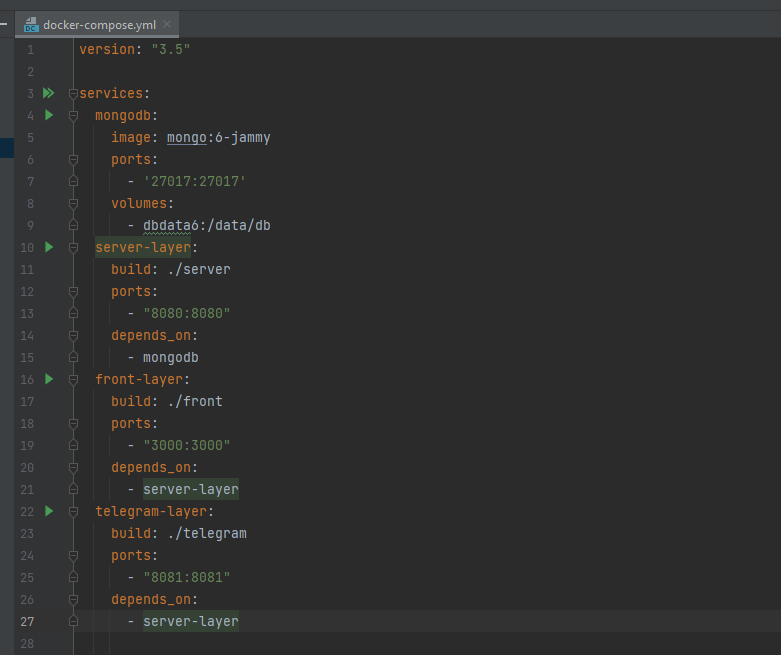 docker-compose.yml
1 version: "3.5"
2
3 services:
4   mongodb:
5     image: mongo:6-jammy
6     ports:
7       - '27017:27017'
8     volumes:
9       - dbdata6:/data/db
10   server-layer:
11     build: ./server
12     ports:
13       - "8080:8080"
14     depends_on:
15       - mongodb
16   front-layer:
17     build: ./front
18     ports:
19       - "3000:3000"
20     depends_on:
21       - server-layer
22   telegram-layer:
23     build: ./telegram
24     ports:
25       - "8081:8081"
26     depends_on:
27       - server-layer
28